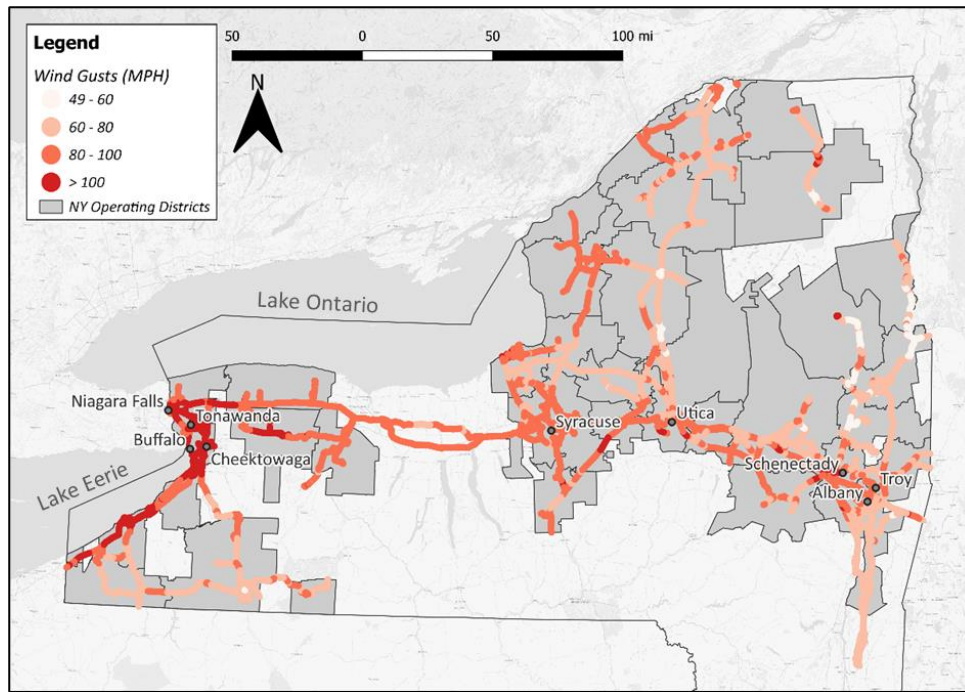 Legend
Wind Gusts (MPH)
49 - 60
60 - 80
80 - 100
> 100
NY Operating Districts
50 0 50 100 mi
N
Lake Ontario
Niagara Falls
Tonawanda
Buffalo
Cheektowaga
Lake Eerie
Syracuse
Utica
Schenectady
Troy
Albany